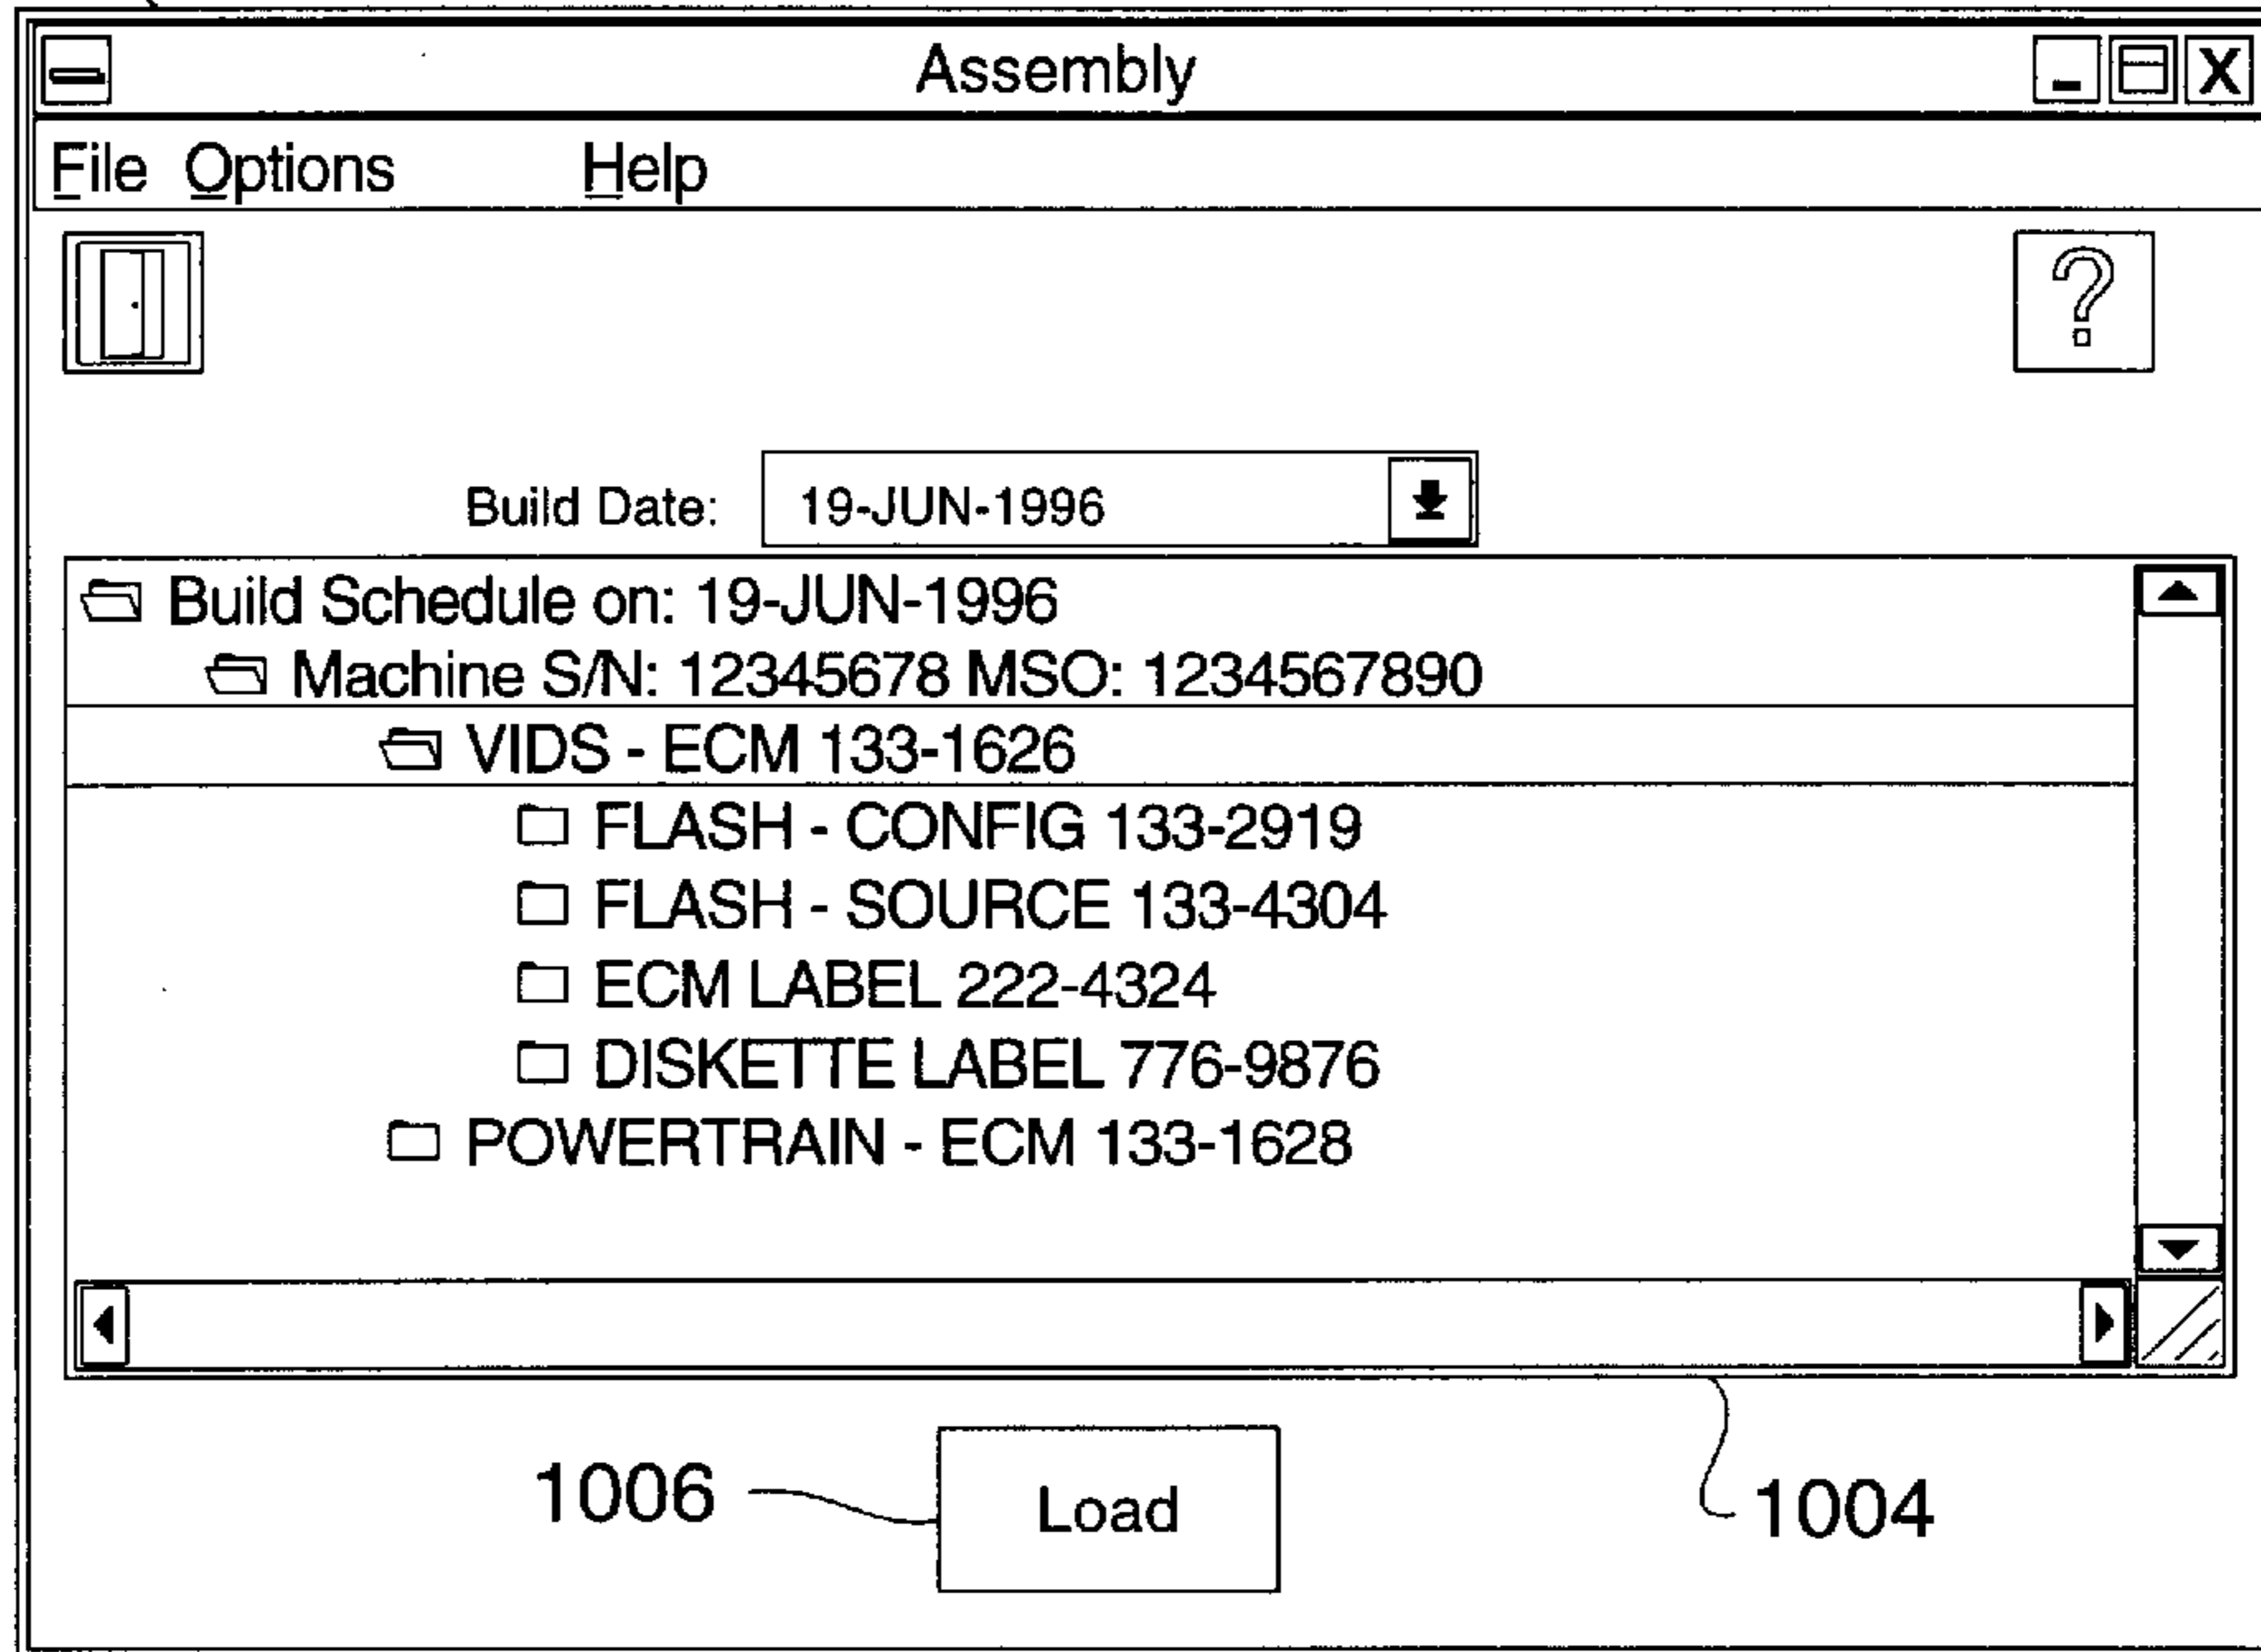 Assembly
File Options Help
Build Date: 19-JUN-1996
Build Schedule on: 19-JUN-1996
Machine S/N: 12345678 MSO: 1234567890
VIDS - ECM 133-1626
FLASH - CONFIG 133-2919
FLASH - SOURCE 133-4304
ECM LABEL 222-4324
DISKETTE LABEL 776-9876
POWERTRAIN - ECM 133-1628
1006 Load 1004